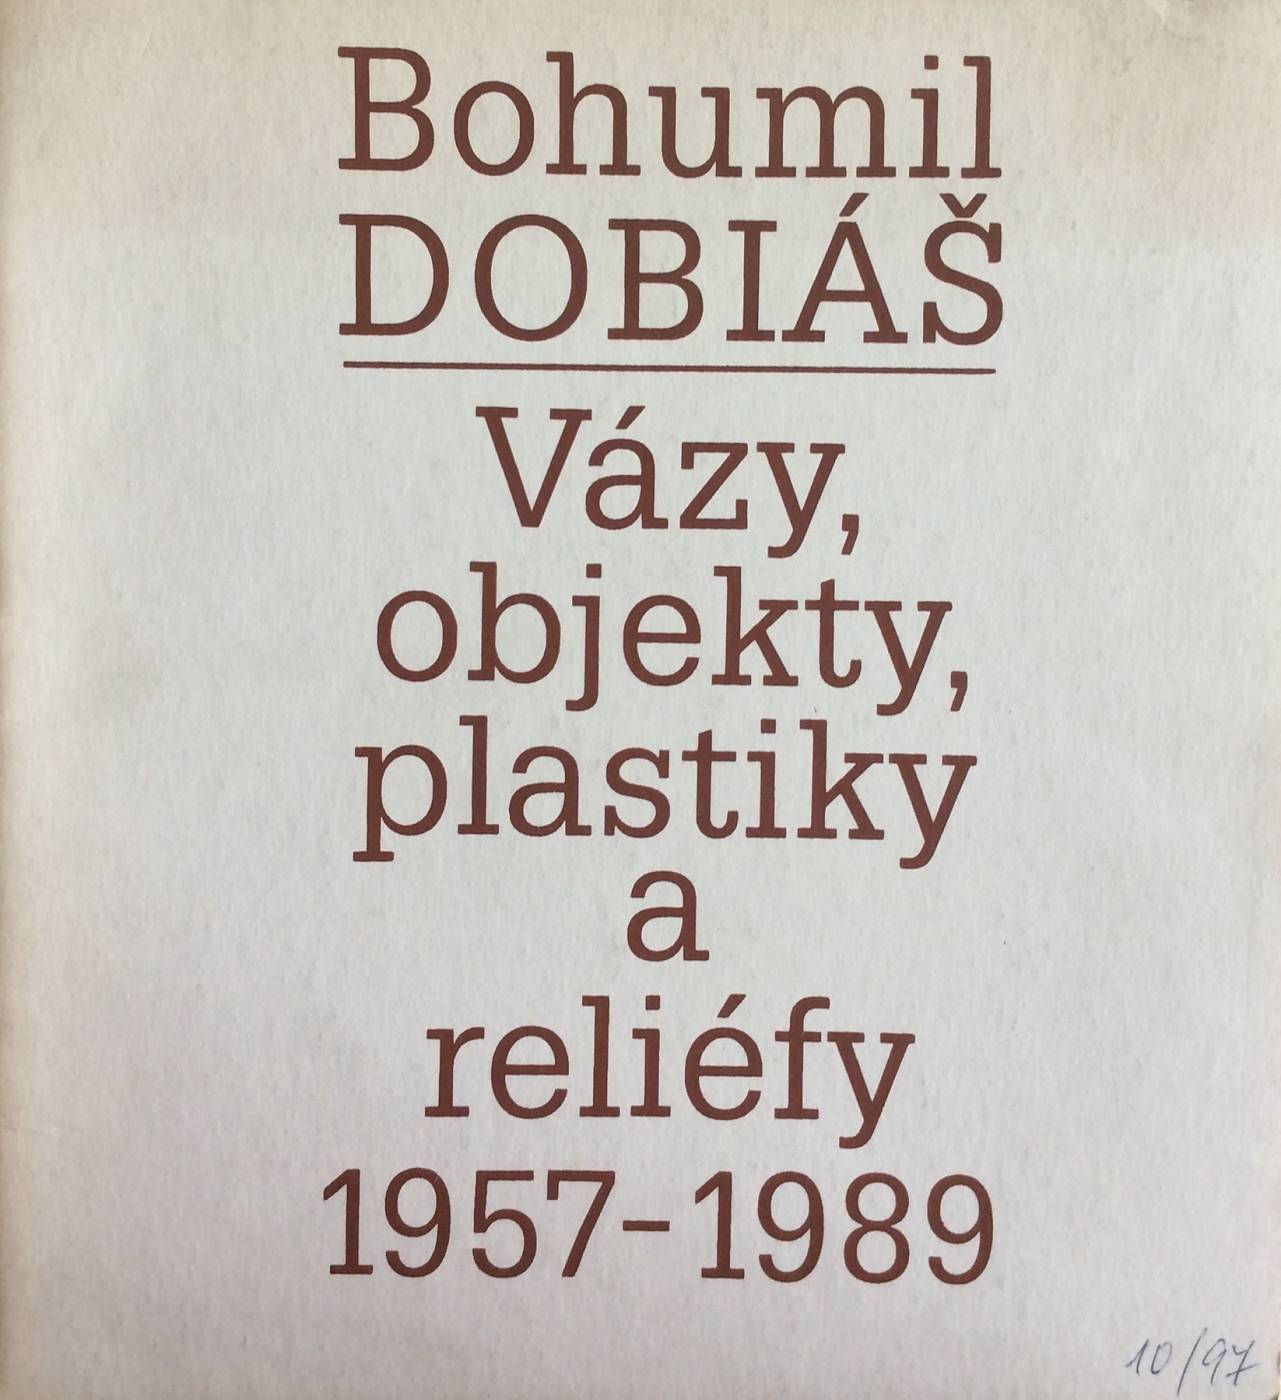 Bohumil
DOBIÁŠ
Vázy,
objekty,
plastiky
a
reliéfy
1957-1989
10/97